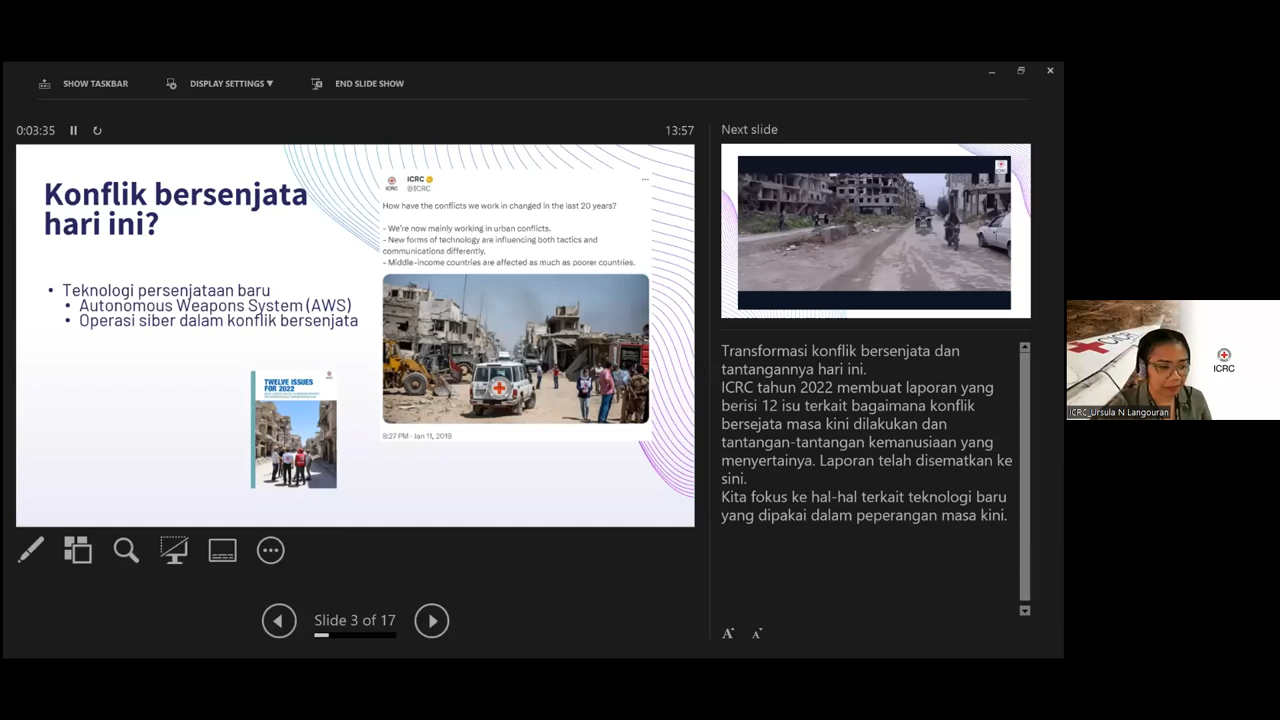 SHOW TASKBAR
DISPLAY SETTINGS ▼
END SLIDE SHOW
0:03:35
13:57
Konflik bersenjata
hari ini?
• Teknologi persenjataan baru
• Autonomous Weapons System (AWS)
• Operasi siber dalam konflik bersenjata
TWELVE ISSUES
FOR 2022
ICRC
ICRC
@ICRC
How have the conflicts we work in changed in the last 20 years?
- We're now mainly working in urban conflicts.
- New forms of technology are influencing both tactics and
communications differently.
- Middle-income countries are affected as much as poorer countries.
8:27 PM · Jan 11, 2019
Slide 3 of 17
Next slide
ICRC
Transformasi konflik bersenjata dan
tantangannya hari ini.
ICRC tahun 2022 membuat laporan yang
berisi 12 isu terkait bagaimana konflik
bersejata masa kini dilakukan dan
tantangan-tantangan kemanusiaan yang
menyertainya. Laporan telah disematkan ke
sini.
Kita fokus ke hal-hal terkait teknologi baru
yang dipakai dalam peperangan masa kini.
A A
ICRC
ICRC_Ursula N Langouran